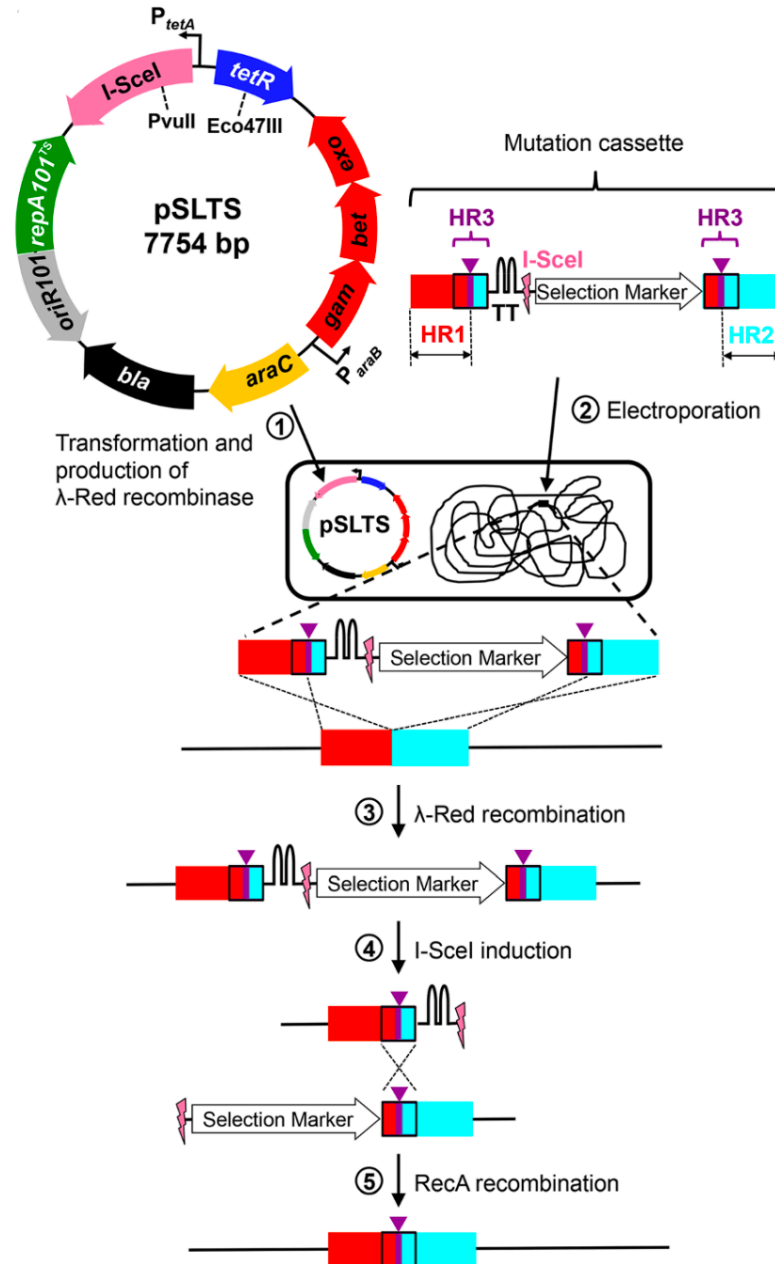 P tetA
I-SceI
tetR
PvuII
Eco47III
repA101 TS
exo
pSLTS
7754 bp
bet
oriR101
gam
bla
araC
P araB
Mutation cassette
HR3
HR3
I-SceI
Selection Marker
TT
HR1
HR2
Transformation and
production of
λ-Red recombinase
①
② Electroporation
pSLTS
Selection Marker
③ λ-Red recombination
Selection Marker
④ I-SceI induction
Selection Marker
⑤ RecA recombination